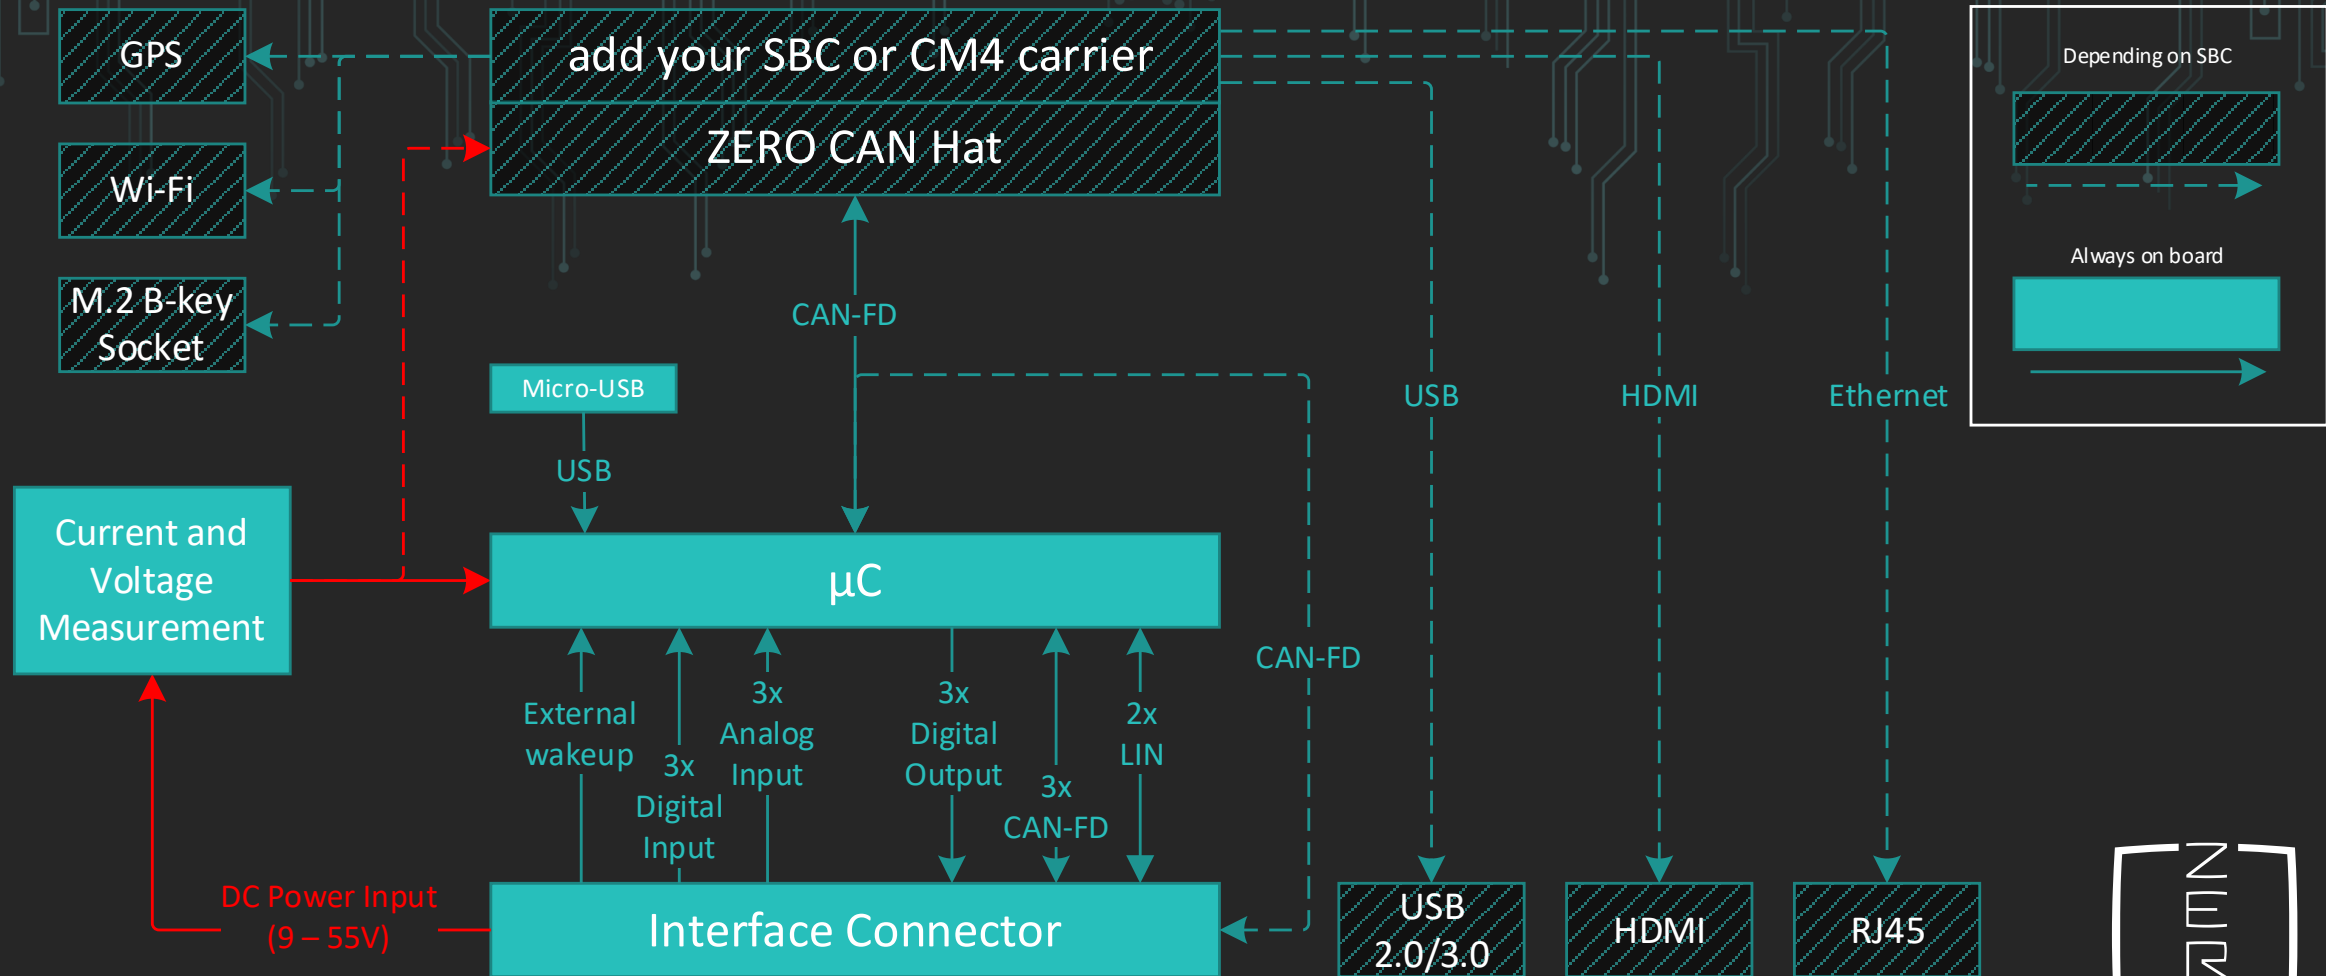 GPS
add your SBC or CM4 carrier
Depending on SBC
Wi-Fi
ZERO CAN Hat
Always on board
M.2 B-key
Socket
CAN-FD
Micro-USB
USB
HDMI
Ethernet
USB
Current and
Voltage
Measurement
µC
CAN-FD
External
wakeup
3x
Digital
Input
3x
Analog
Input
3x
Digital
Output
3x
CAN-FD
2x
LIN
DC Power Input
(9 – 55V)
Interface Connector
USB
2.0/3.0
HDMI
RJ45
ZER